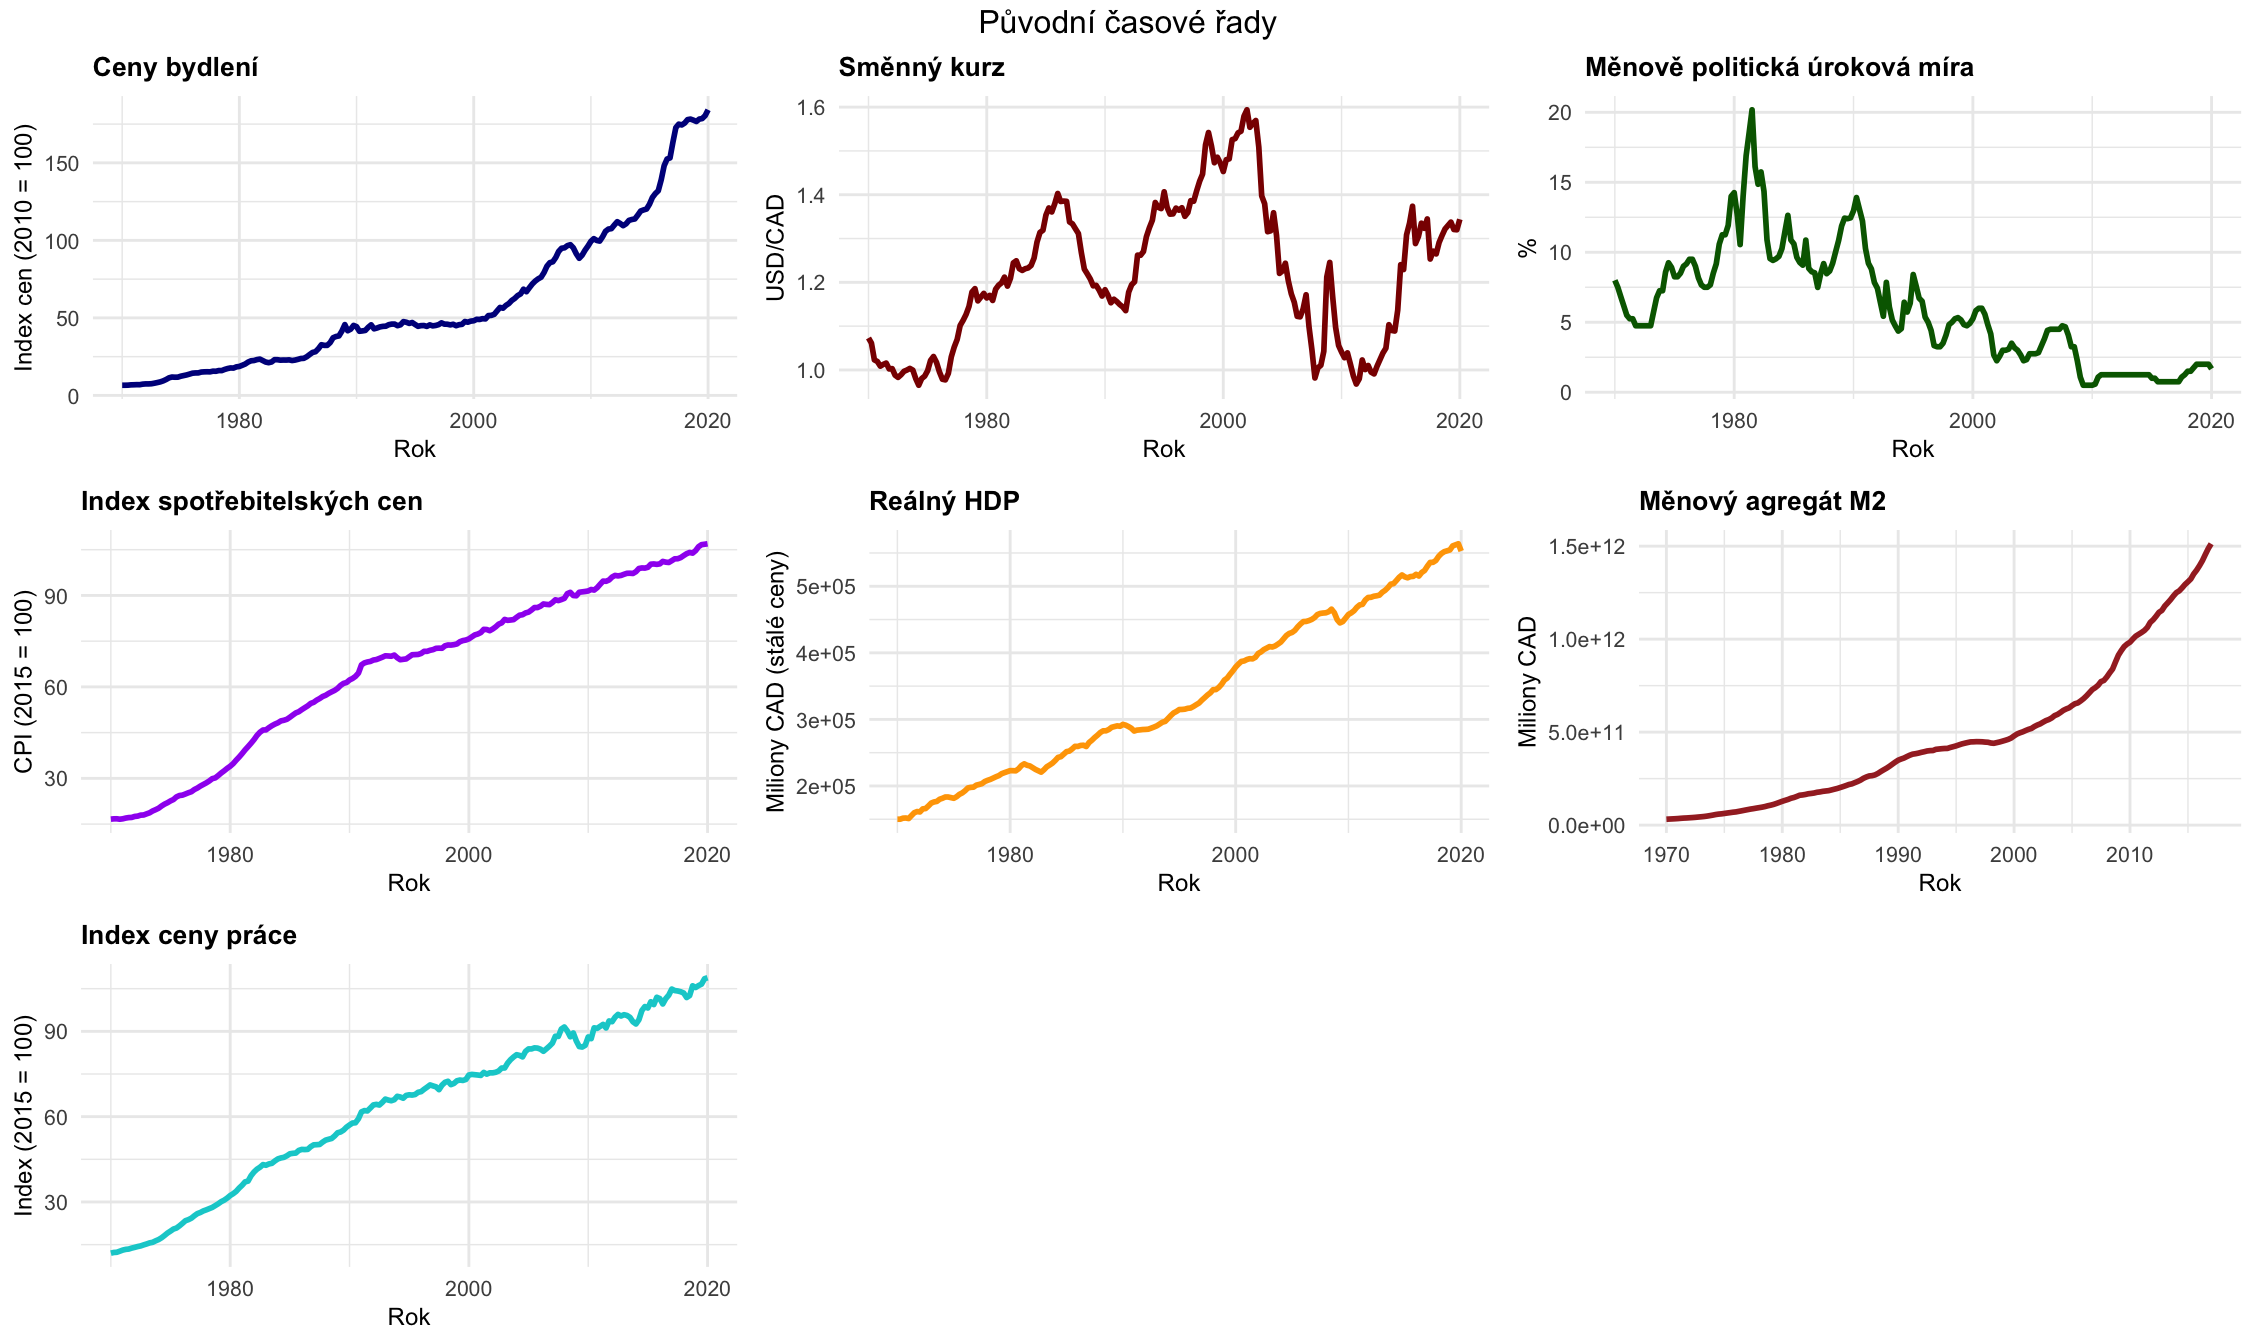 Původní časové řady
Ceny bydlení
Index cen (2010 = 100)
150
100
50
0
1980 2000 2020
Rok
Směnný kurz
USD/CAD
1.6
1.4
1.2
1.0
1980 2000 2020
Rok
Měnově politická úroková míra
%
20
15
10
5
0
1980 2000 2020
Rok
Index spotřebitelských cen
CPI (2015 = 100)
90
60
30
1980 2000 2020
Rok
Reálný HDP
Miliony CAD (stálé ceny)
5e+05
4e+05
3e+05
2e+05
1980 2000 2020
Rok
Měnový agregát M2
Miliony CAD
1.5e+12
1.0e+12
5.0e+11
0.0e+00
1970 1980 1990 2000 2010
Rok
Index ceny práce
Index (2015 = 100)
90
60
30
1980 2000 2020
Rok